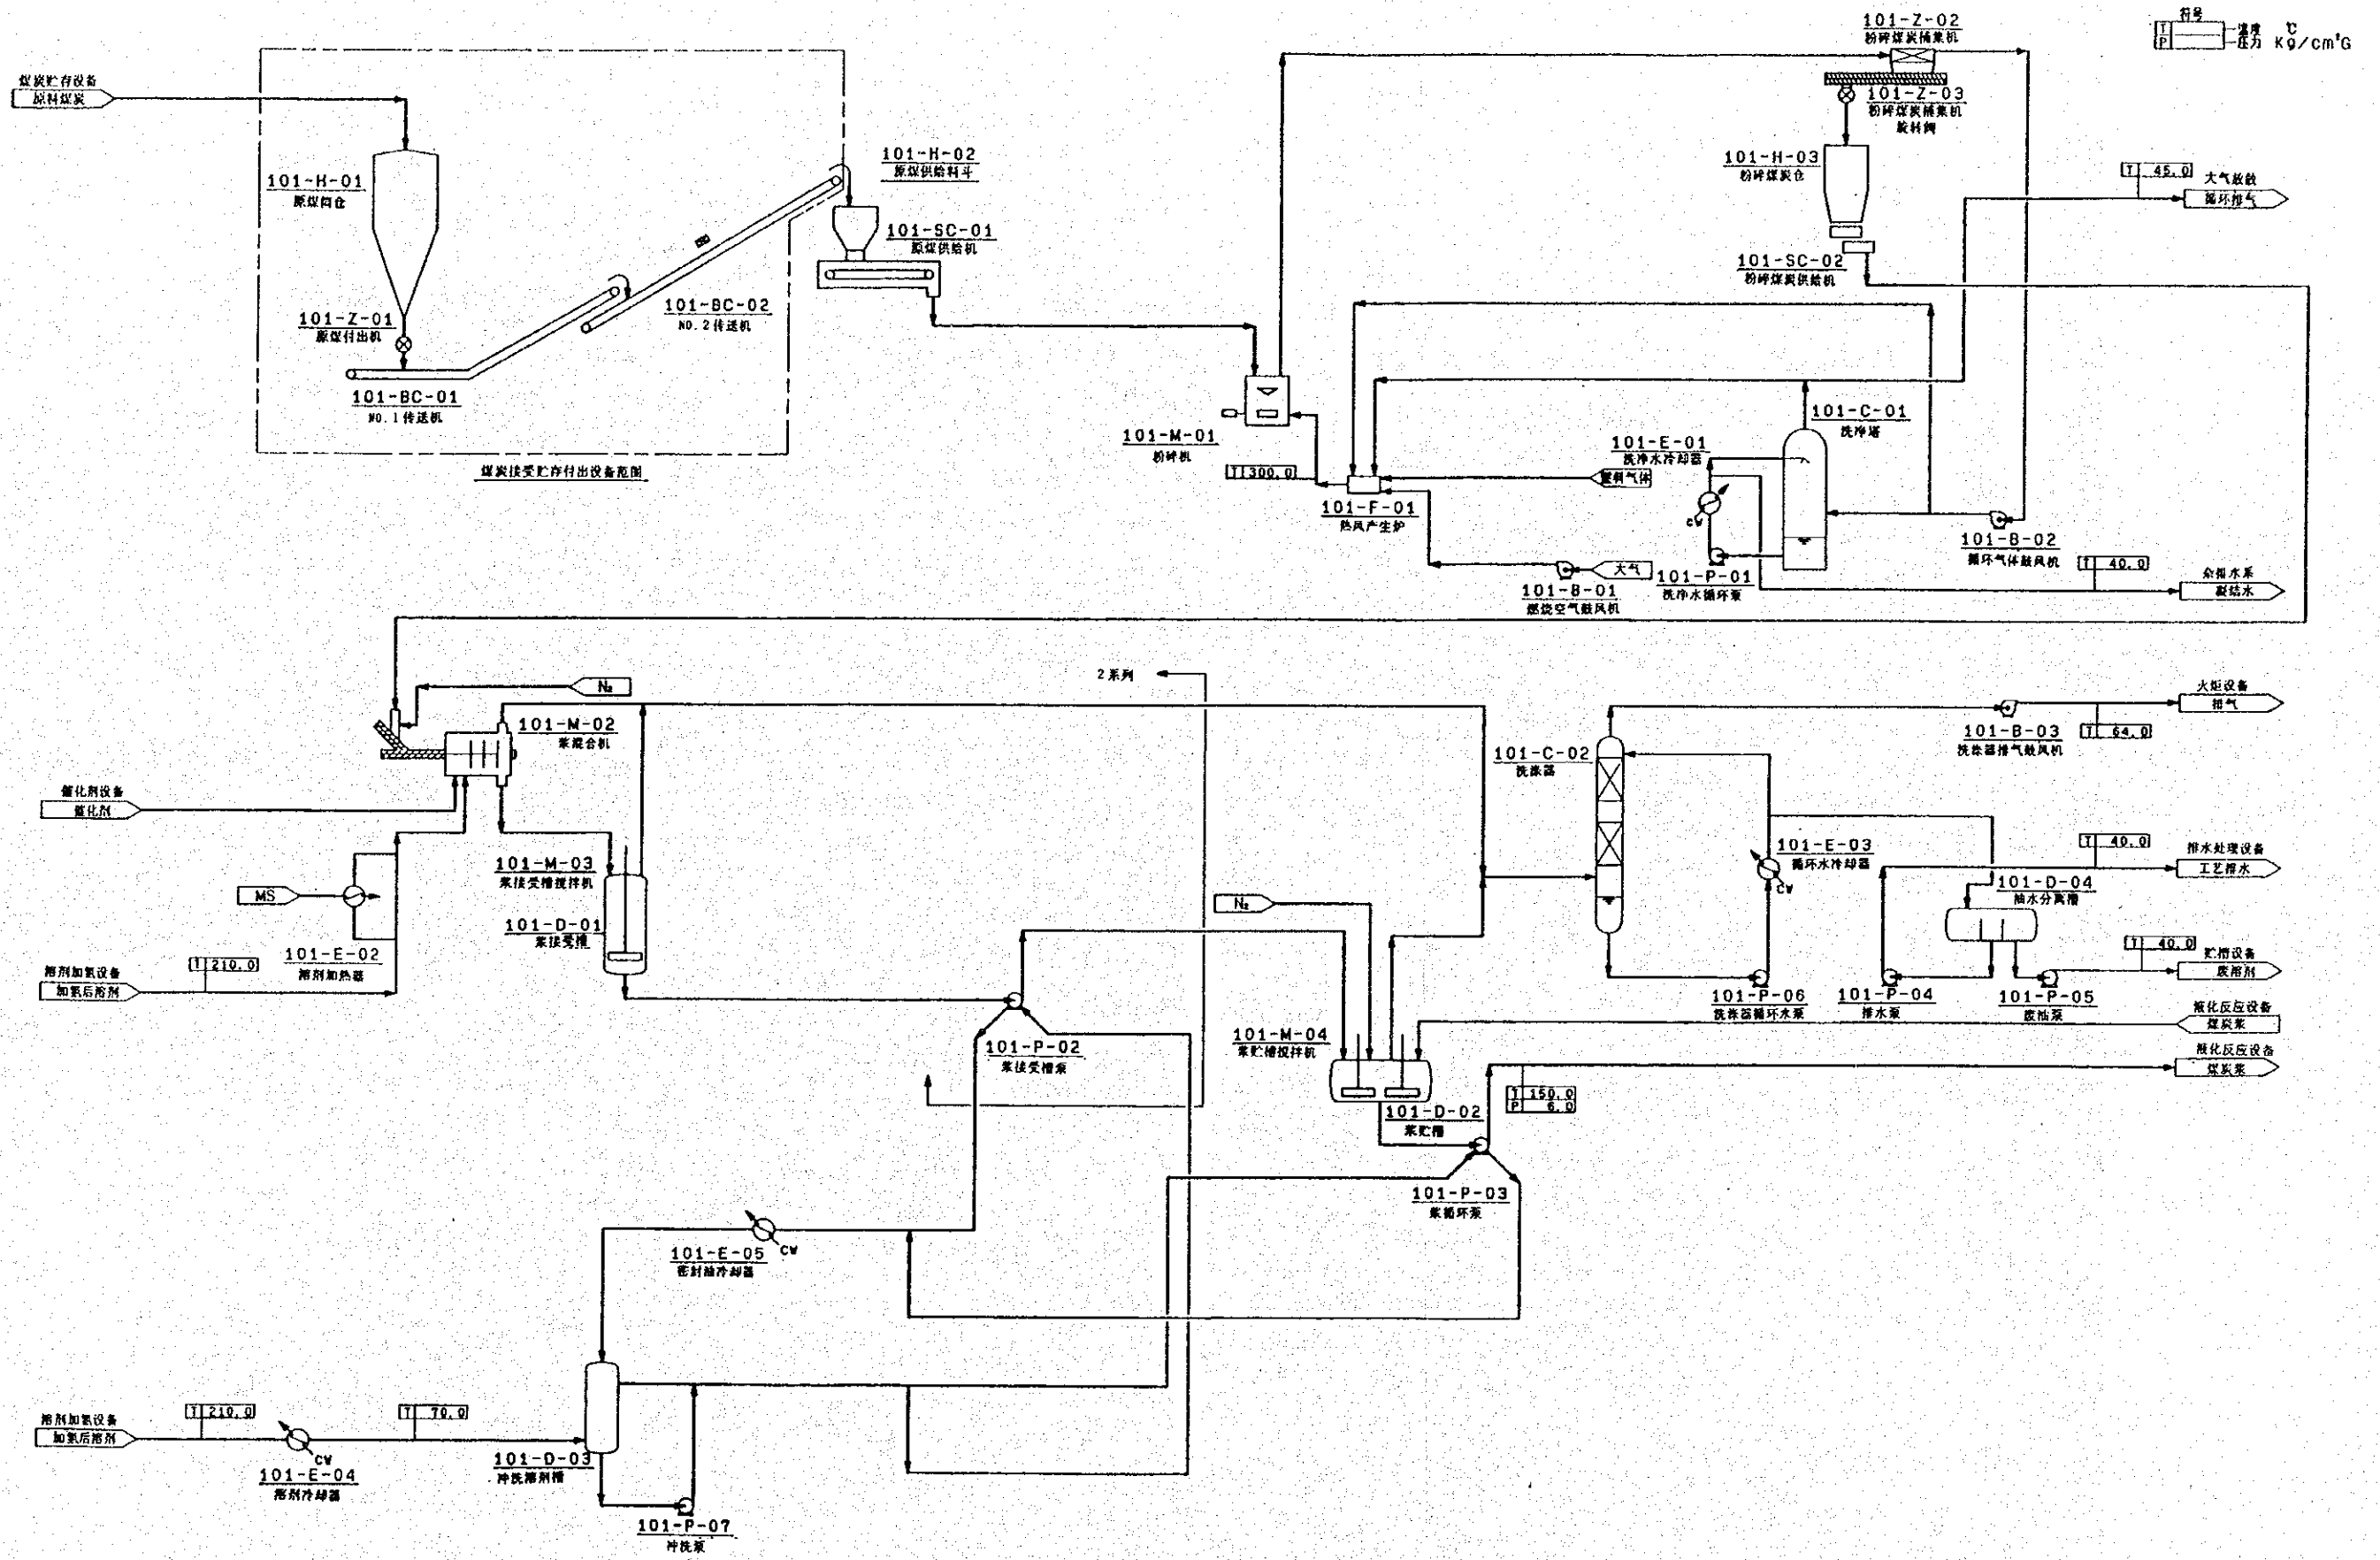 符号
T 温度 ℃
P 压力 Kg/cm²G
101-Z-02
粉碎煤炭捕集机
101-Z-03
粉碎煤炭捕集机
旋转阀
煤炭贮存设备
原料煤炭
101-H-01
原煤筒仓
101-Z-01
原煤付出机
101-BC-01
NO.1传送机
101-BC-02
NO.2传送机
煤炭接受贮存付出设备范围
101-H-02
原煤供给料斗
101-SC-01
原煤供给机
101-H-03
粉碎煤炭仓
101-SC-02
粉碎煤炭供给机
T 45.0
大气放散
循环排气
101-M-01
粉碎机
T 300.0
101-F-01
热风产生炉
气体
101-E-01
洗净水冷却器
CW
101-C-01
洗净塔
101-B-02
循环气体鼓风机
101-B-01
燃烧空气鼓风机
大气
101-P-01
洗净水循环泵
T 40.0
杂排水系
凝结水
2系列
N₂
101-M-02
浆混合机
催化剂设备
催化剂
MS
101-E-02
溶剂加热器
溶剂加氢设备
加氢后溶剂
T 210.0
101-M-03
浆接受槽搅拌机
101-D-01
浆接受槽
101-P-02
浆接受槽泵
N₂
101-M-04
浆贮槽搅拌机
101-D-02
浆贮槽
101-P-03
浆循环泵
101-C-02
洗涤器
101-B-03
洗涤器排气鼓风机
火炬设备
排气
T 64.0
101-E-03
循环水冷却器
CW
T 40.0
排水处理设备
工艺排水
101-D-04
油水分离槽
101-P-06
洗涤器循环水泵
101-P-04
排水泵
101-P-05
废油泵
T 40.0
贮槽设备
废溶剂
液化反应设备
煤炭浆
液化反应设备
煤炭浆
T 150.0
P 6.0
101-E-05
密封油冷却器
CW
溶剂加氢设备
加氢后溶剂
T 210.0
T 70.0
CW
101-E-04
溶剂冷却器
101-D-03
冲洗溶剂槽
101-P-07
冲洗泵